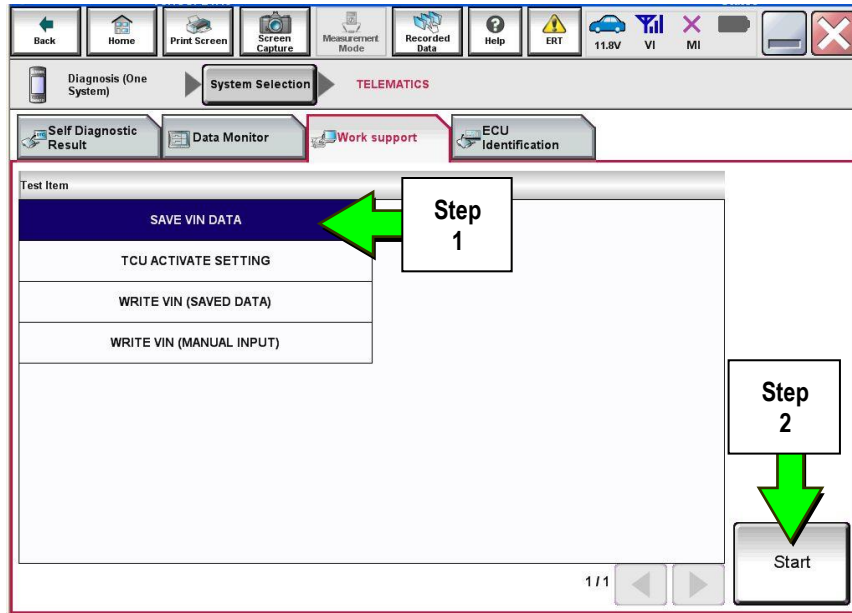 Back
Home
Print Screen
Screen
Capture
Measurement
Mode
Recorded
Data
Help
ERT
11.8V
VI
MI
Diagnosis (One
System)
System Selection
TELEMATICS
Self Diagnostic
Result
Data Monitor
Work support
ECU
Identification
Test Item
SAVE VIN DATA
Step
1
TCU ACTIVATE SETTING
WRITE VIN (SAVED DATA)
WRITE VIN (MANUAL INPUT)
Step
2
Start
1/1